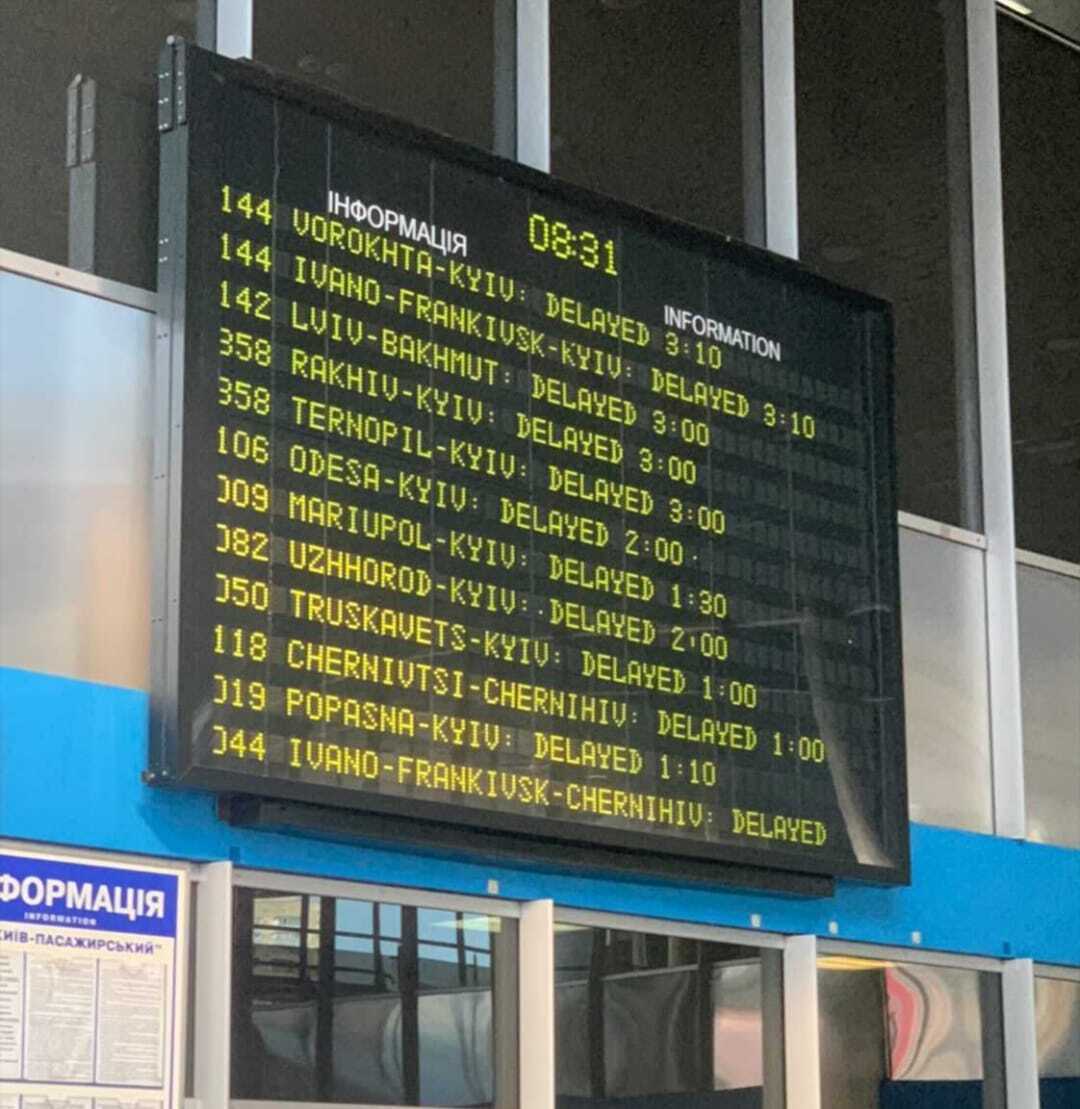 ІНФОРМАЦІЯ
08:31
INFORMATION
144 VOROKHTA-KYIV: DELAYED 3:10
144 IVANO-FRANKIVSK-KYIV: DELAYED 3:10
142 LVIV-BAKHMUT: DELAYED 3:00
358 RAKHIV-KYIV: DELAYED 3:00
358 TERNOPIL-KYIV: DELAYED 3:00
106 ODESA-KYIV: DELAYED 2:00
009 MARIUPOL-KYIV: DELAYED 1:30
082 UZHHOROD-KYIV: DELAYED 2:00
050 TRUSKAVETS-KYIV: DELAYED 1:00
118 CHERNIVTSI-CHERNIHIV: DELAYED 1:00
019 POPASNA-KYIV: DELAYED 1:10
044 IVANO-FRANKIVSK-CHERNIHIV: DELAYED
ФОРМАЦІЯ
INFORMATION
КИЇВ-ПАСАЖИРСЬКИЙ"